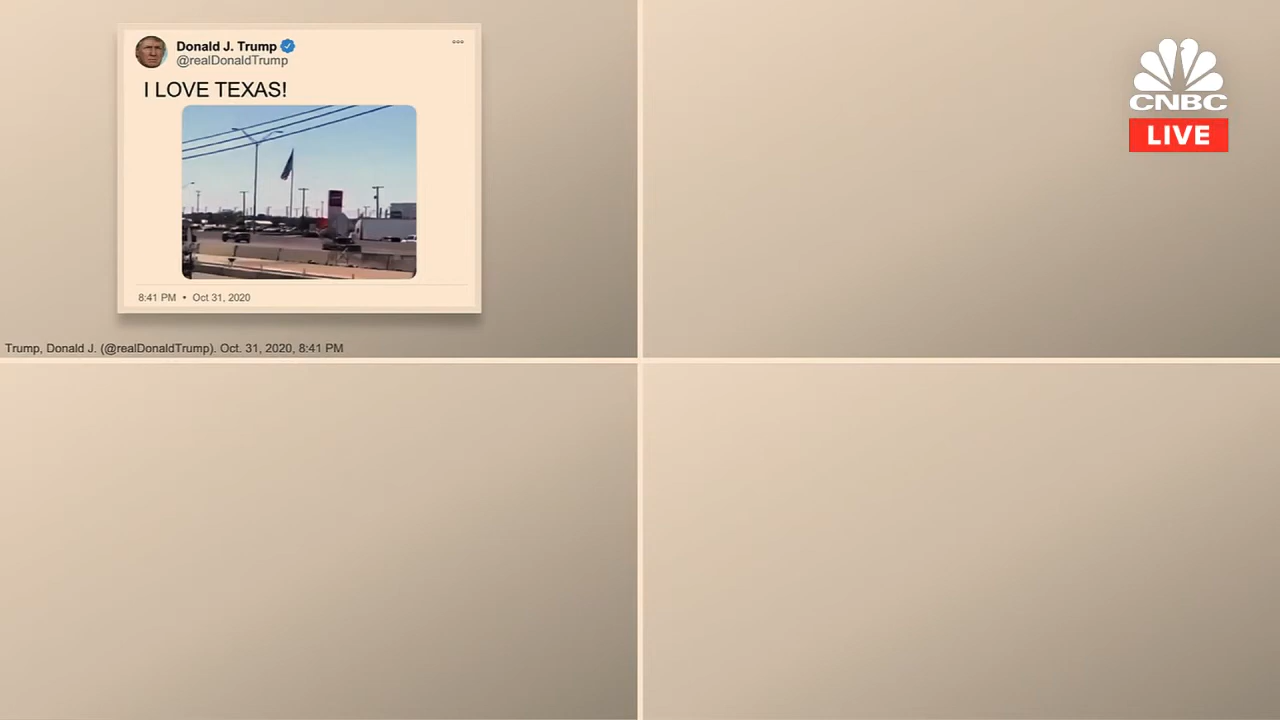 Donald J. Trump
@realDonaldTrump
I LOVE TEXAS!
8:41 PM • Oct 31, 2020
Trump, Donald J. (@realDonaldTrump). Oct. 31, 2020, 8:41 PM
CNBC
LIVE